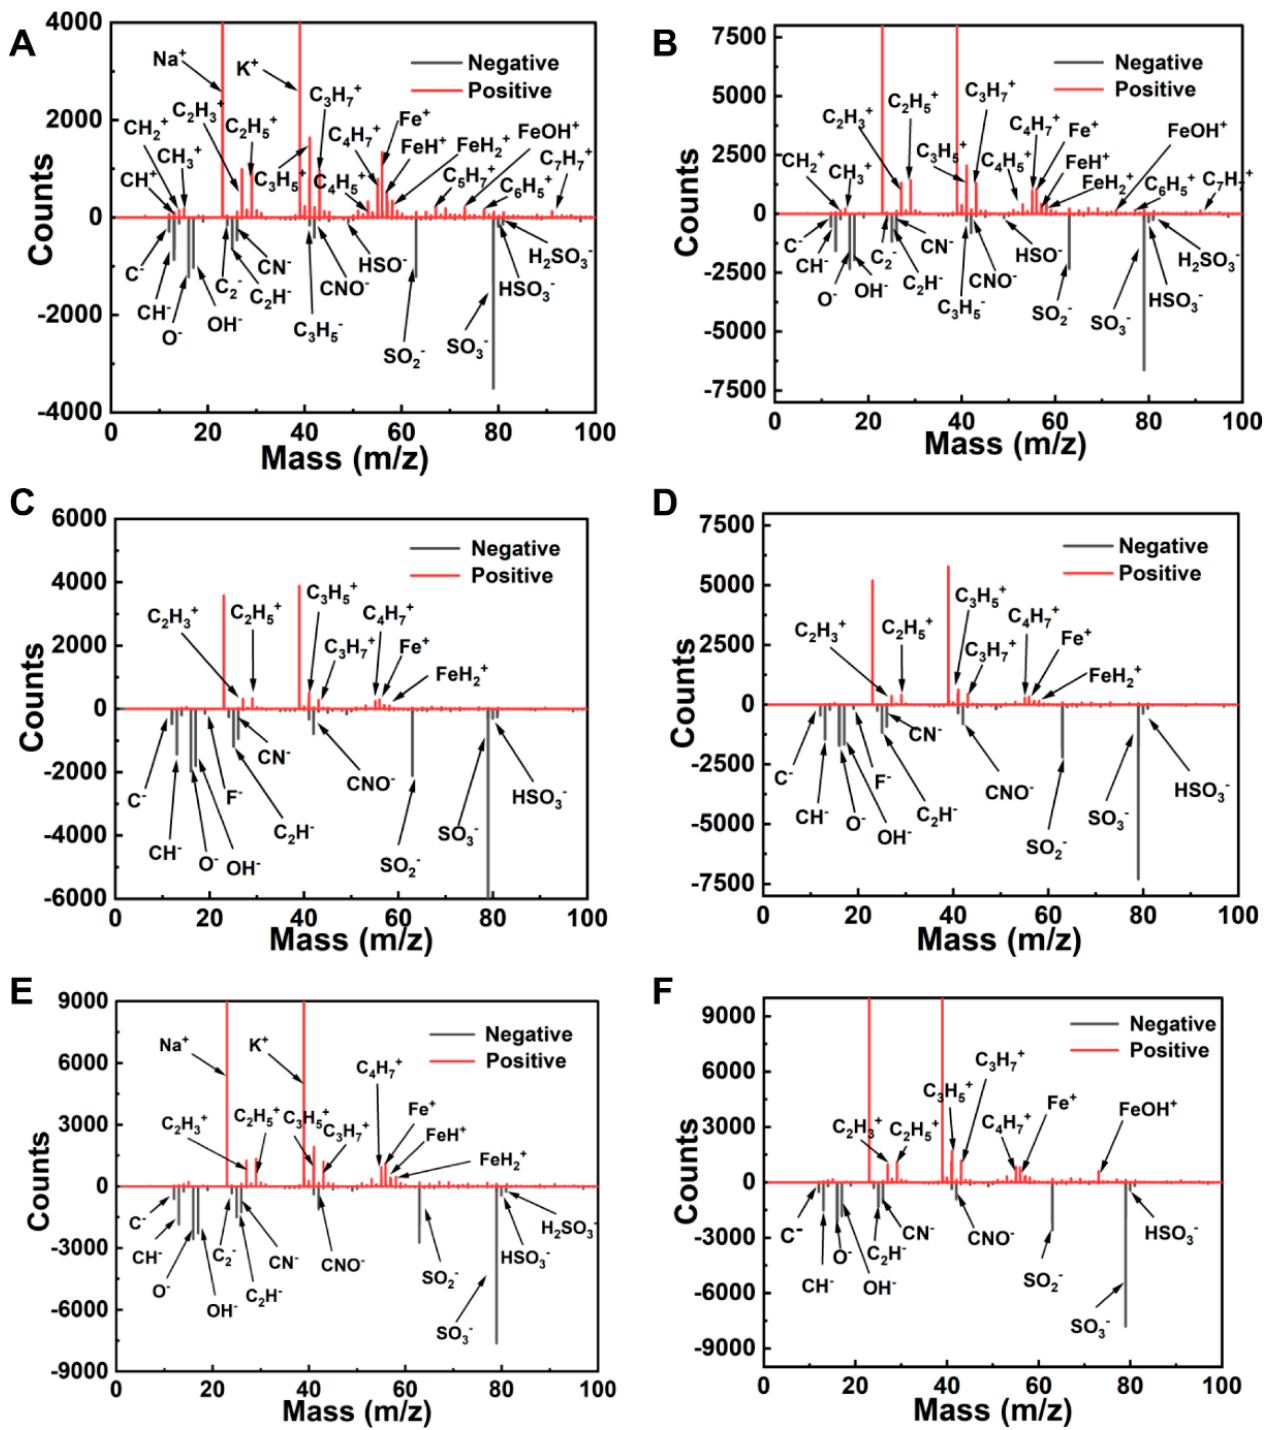 A
4000
2000
0
-2000
-4000
Counts
0 20 40 60 80 100
Mass (m/z)
Negative
Positive
Na⁺
K⁺
C₃H₇⁺
C₂H₃⁺
C₂H₅⁺
C₄H₇⁺
Fe⁺
FeOH⁺
CH₂⁺
FeH⁺
FeH₂⁺
CH₃⁺
C₇H₇⁺
CH⁺
C₃H₅⁺
C₄H₅⁺
C₅H₇⁺
C₆H₅⁺
C⁻
CN⁻
HSO⁻
H₂SO₃⁻
C₂⁻
C₂H⁻
CNO⁻
HSO₃⁻
CH⁻
O⁻
OH⁻
C₃H₅⁻
SO₂⁻
SO₃⁻
B
7500
5000
2500
0
-2500
-5000
-7500
Counts
0 20 40 60 80 100
Mass (m/z)
Negative
Positive
C₂H₃⁺
C₂H₅⁺
C₃H₇⁺
C₄H₇⁺
Fe⁺
FeOH⁺
CH₂⁺
CH₃⁺
C₃H₅⁺
C₄H₅⁺
FeH⁺
FeH₂⁺
C₆H₅⁺
C₇H₇⁺
C⁻
CH⁻
C₂⁻
CN⁻
HSO⁻
H₂SO₃⁻
O⁻
OH⁻
C₂H⁻
CNO⁻
C₃H₅⁻
SO₂⁻
SO₃⁻
HSO₃⁻
C
6000
4000
2000
0
-2000
-4000
-6000
Counts
0 20 40 60 80 100
Mass (m/z)
Negative
Positive
C₂H₃⁺
C₂H₅⁺
C₃H₅⁺
C₃H₇⁺
C₄H₇⁺
Fe⁺
FeH₂⁺
C⁻
CH⁻
O⁻
OH⁻
F⁻
CN⁻
C₂H⁻
CNO⁻
SO₂⁻
SO₃⁻
HSO₃⁻
D
7500
5000
2500
0
-2500
-5000
-7500
Counts
0 20 40 60 80 100
Mass (m/z)
Negative
Positive
C₂H₃⁺
C₂H₅⁺
C₃H₅⁺
C₃H₇⁺
C₄H₇⁺
Fe⁺
FeH₂⁺
C⁻
CH⁻
O⁻
OH⁻
F⁻
CN⁻
C₂H⁻
CNO⁻
SO₂⁻
SO₃⁻
HSO₃⁻
E
9000
6000
3000
0
-3000
-6000
-9000
Counts
0 20 40 60 80 100
Mass (m/z)
Negative
Positive
Na⁺
K⁺
C₂H₃⁺
C₂H₅⁺
C₃H₅⁺
C₃H₇⁺
C₄H₇⁺
Fe⁺
FeH⁺
FeH₂⁺
C⁻
CH⁻
O⁻
OH⁻
C₂⁻
C₂H⁻
CN⁻
CNO⁻
SO₂⁻
SO₃⁻
HSO₃⁻
H₂SO₃⁻
F
9000
6000
3000
0
-3000
-6000
-9000
Counts
0 20 40 60 80 100
Mass (m/z)
Negative
Positive
C₂H₃⁺
C₂H₅⁺
C₃H₅⁺
C₃H₇⁺
C₄H₇⁺
Fe⁺
FeOH⁺
C⁻
CH⁻
O⁻
OH⁻
C₂H⁻
CN⁻
CNO⁻
SO₂⁻
SO₃⁻
HSO₃⁻